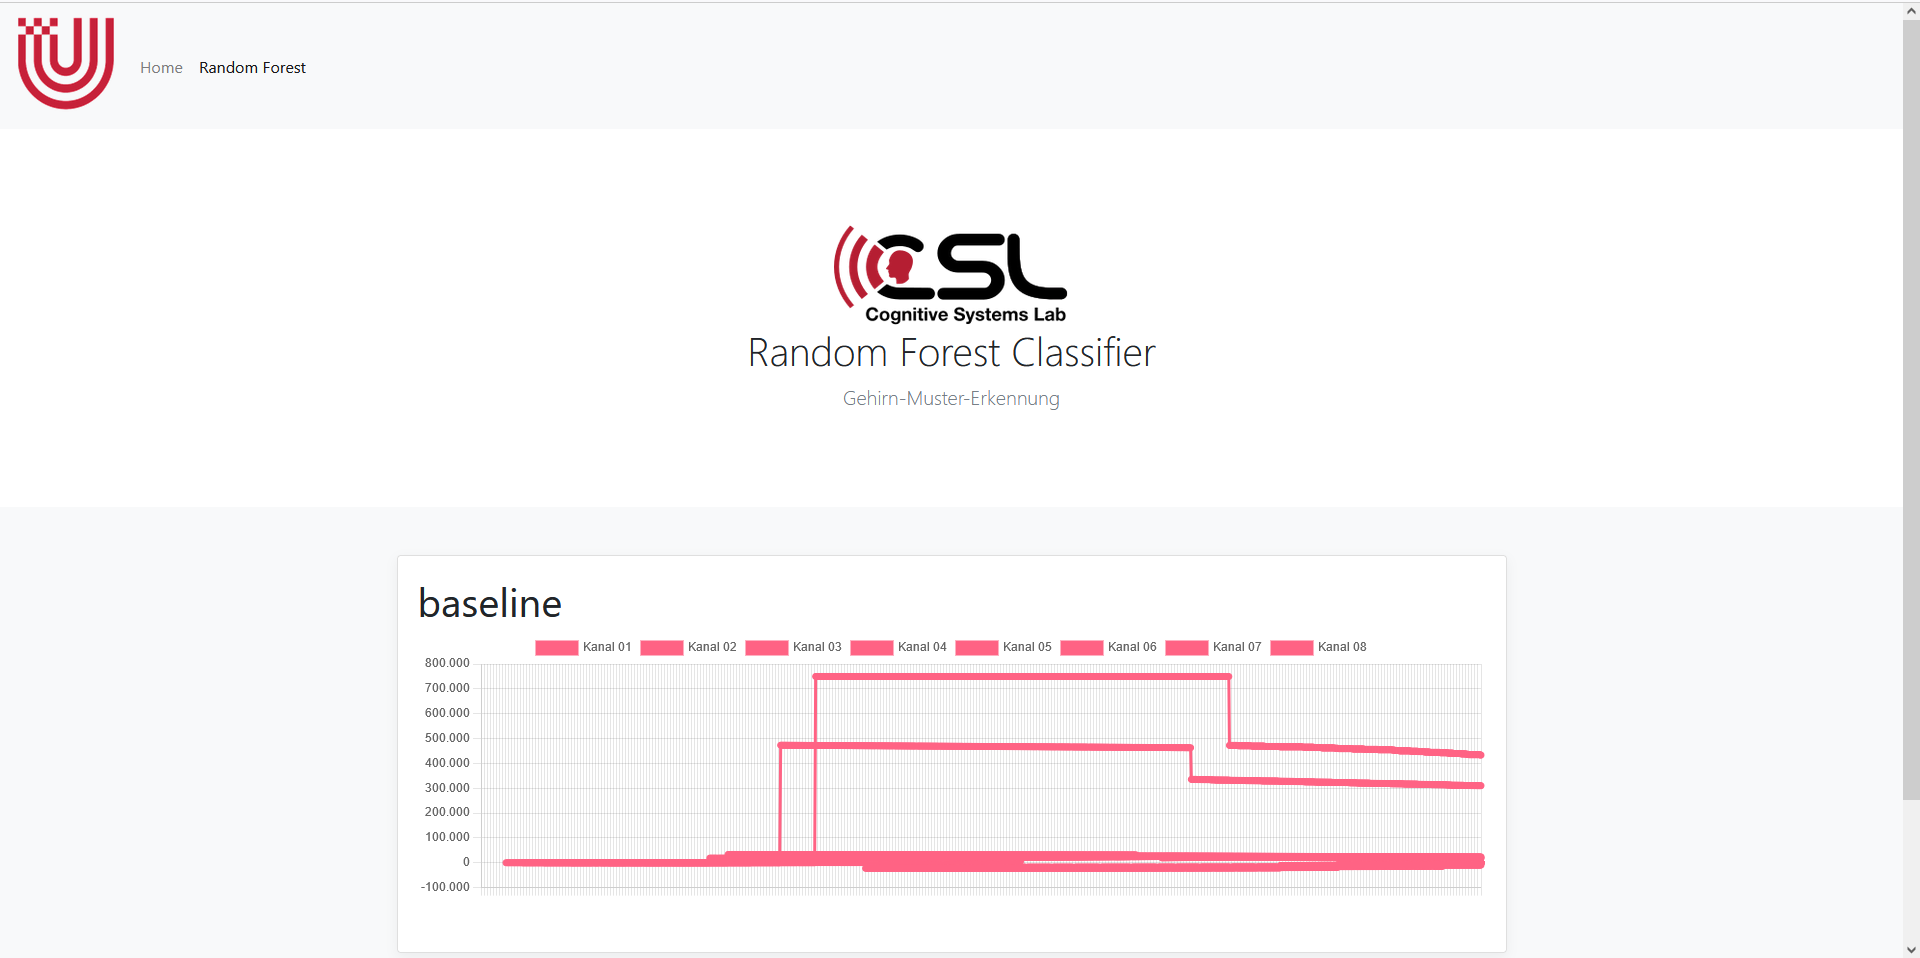 Home Random Forest
CSL
Cognitive Systems Lab
Random Forest Classifier
Gehirn-Muster-Erkennung
baseline
Kanal 01 Kanal 02 Kanal 03 Kanal 04 Kanal 05 Kanal 06 Kanal 07 Kanal 08
800.000
700.000
600.000
500.000
400.000
300.000
200.000
100.000
0
-100.000